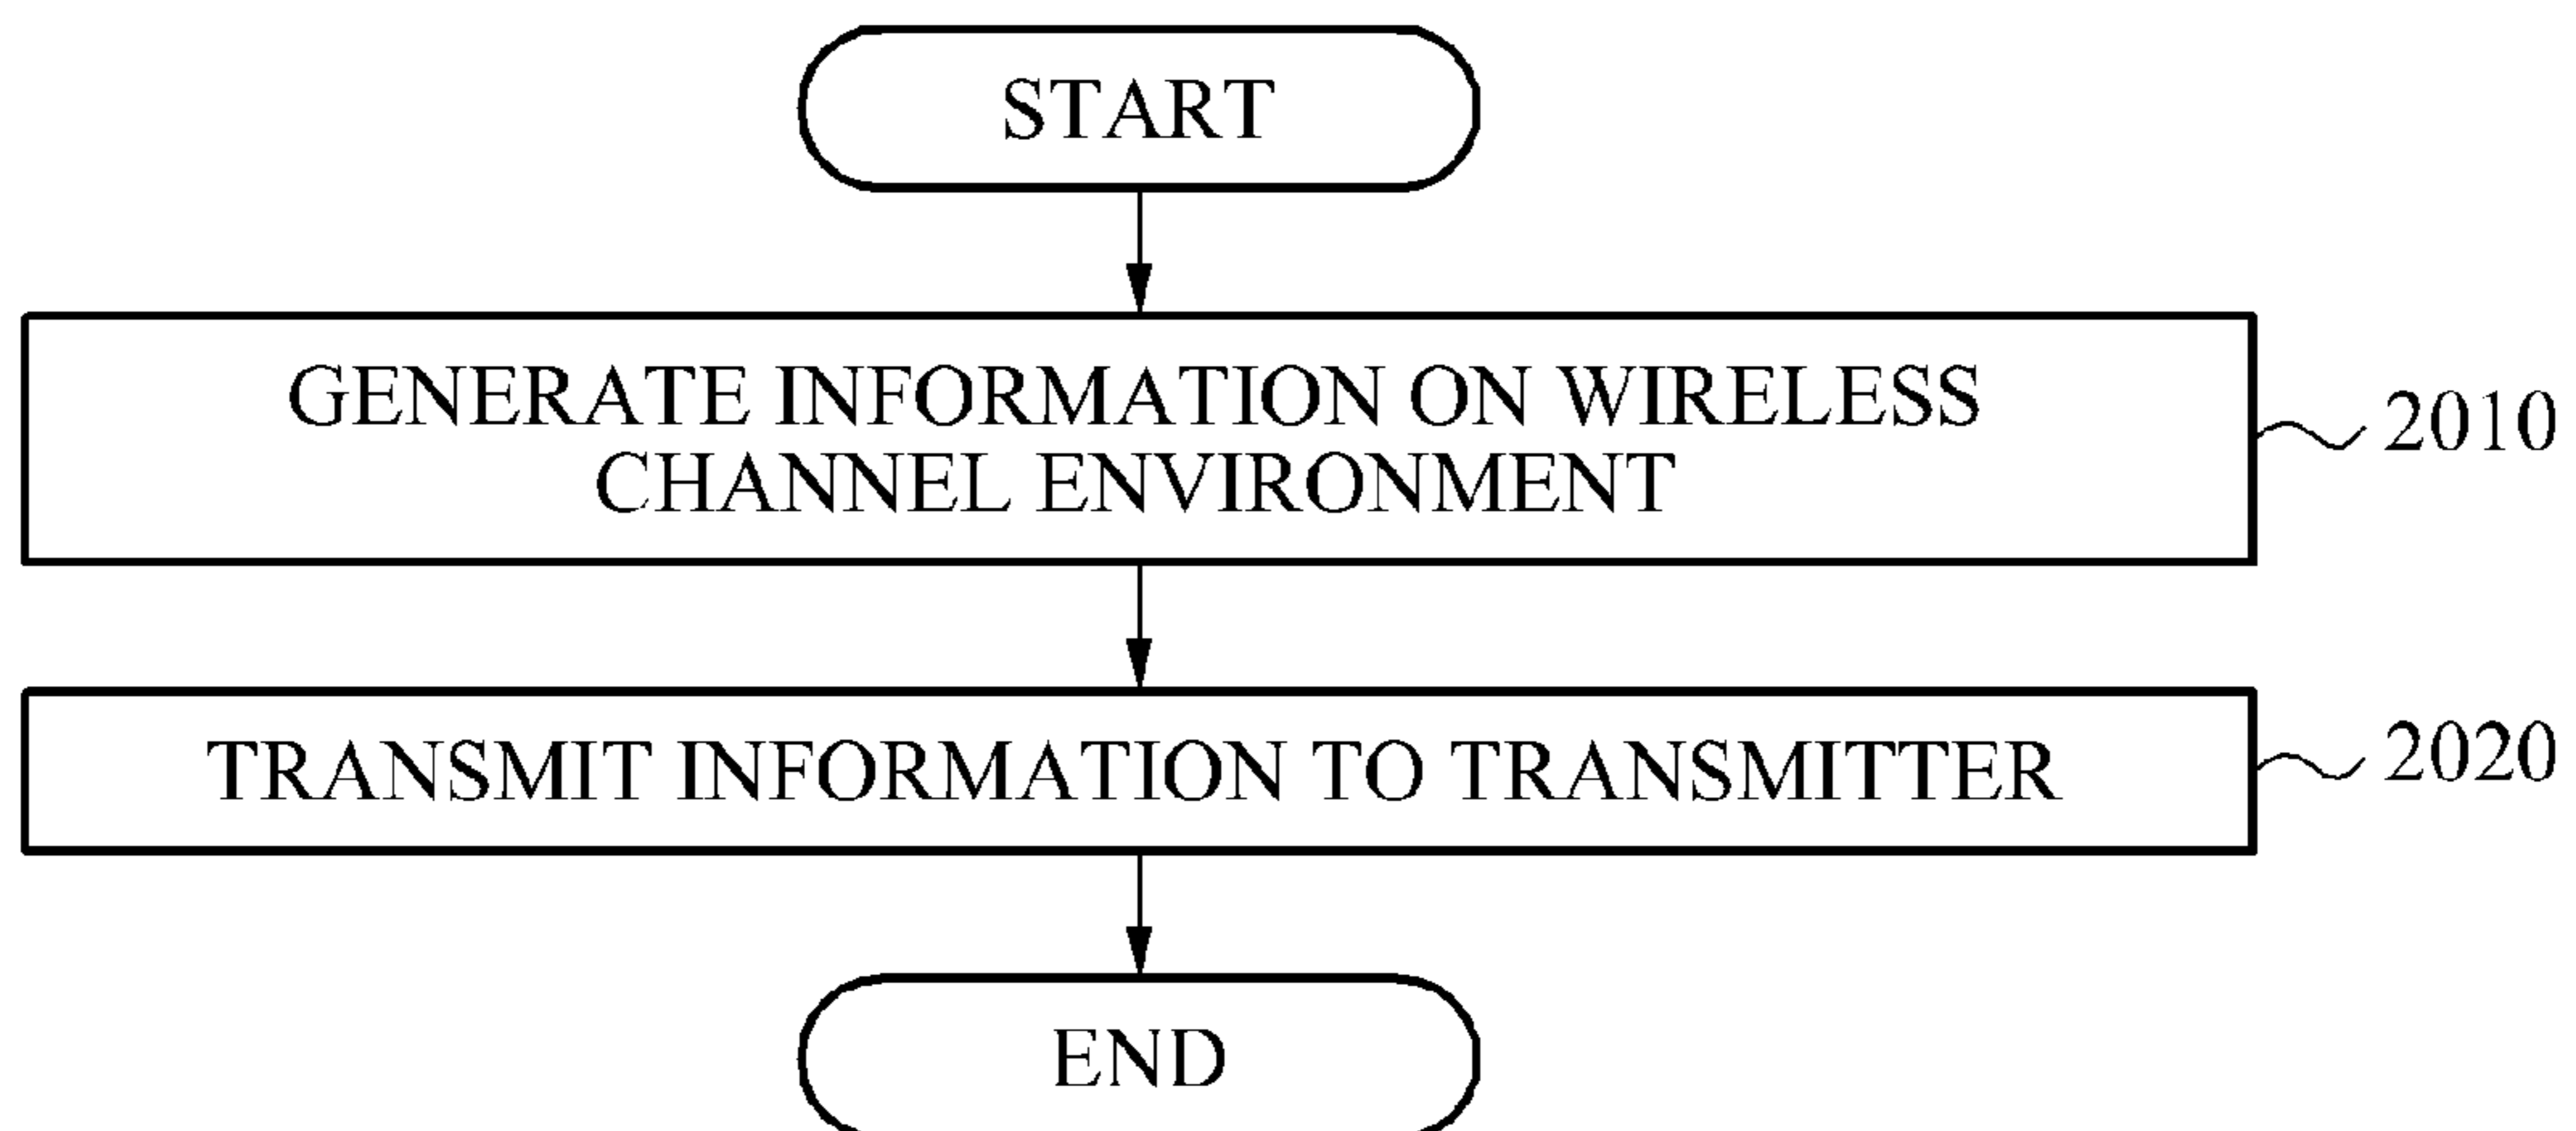 START
GENERATE INFORMATION ON WIRELESS
CHANNEL ENVIRONMENT
2010
TRANSMIT INFORMATION TO TRANSMITTER
2020
END